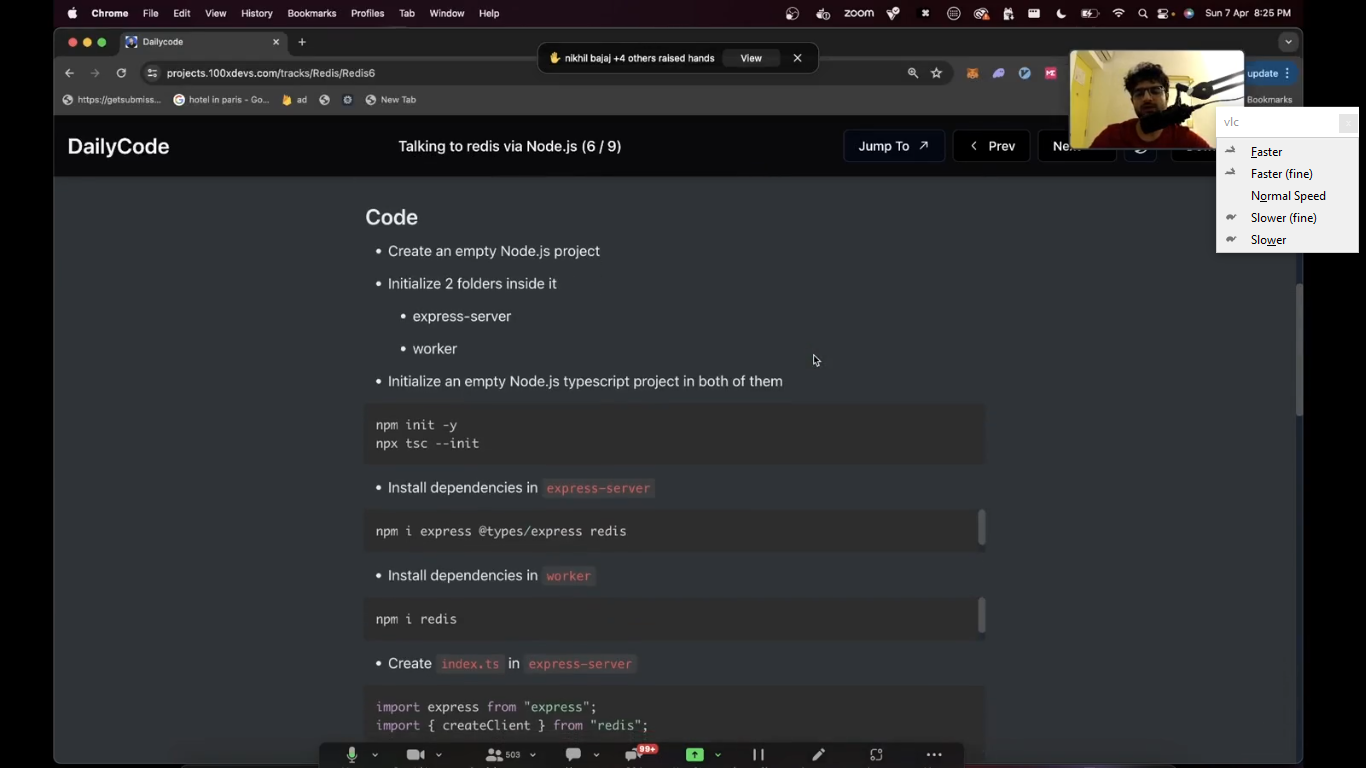 Chrome File Edit View History Bookmarks Profiles Tab Window Help zoom Sun 7 Apr 8:25 PM
Dailycode
nikhil bajaj +4 others raised hands View
projects.100xdevs.com/tracks/Redis/Redis6 update
https://getsubmiss... hotel in paris - Go... ad New Tab Bookmarks
DailyCode
Talking to redis via Node.js (6 / 9)
Jump To Prev
vlc
Faster
Faster (fine)
Normal Speed
Slower (fine)
Slower
Code
• Create an empty Node.js project
• Initialize 2 folders inside it
• express-server
• worker
• Initialize an empty Node.js typescript project in both of them
npm init -y
npx tsc --init
• Install dependencies in express-server
npm i express @types/express redis
• Install dependencies in worker
npm i redis
• Create index.ts in express-server
import express from "express";
import { createClient } from "redis";
503 99+